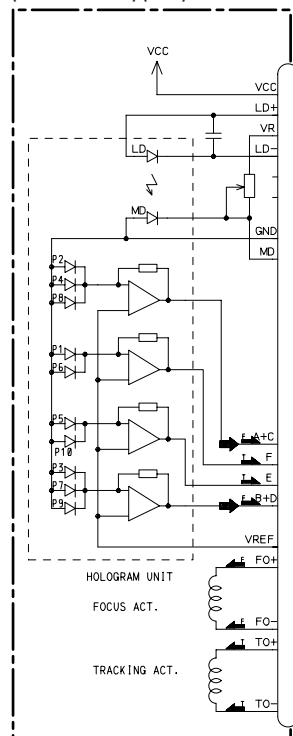 VCC
VCC
LD+
VR
LD
LD-
MD
GND
MD
P2
P4
P8
P1
P6
P5
P10
P3
P7
P9
F A+C
T F
T E
F B+D
VREF
HOLOGRAM UNIT
F FO+
FOCUS ACT.
F FO-
T TO+
TRACKING ACT.
T TO-